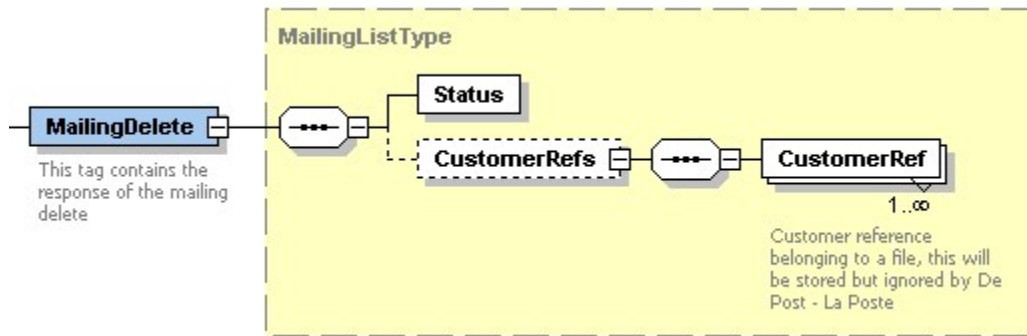 MailingListType
Status
MailingDelete
CustomerRefs
CustomerRef
This tag contains the
response of the mailing
delete
1..∞
Customer reference
belonging to a file, this will
be stored but ignored by De
Post - La Poste